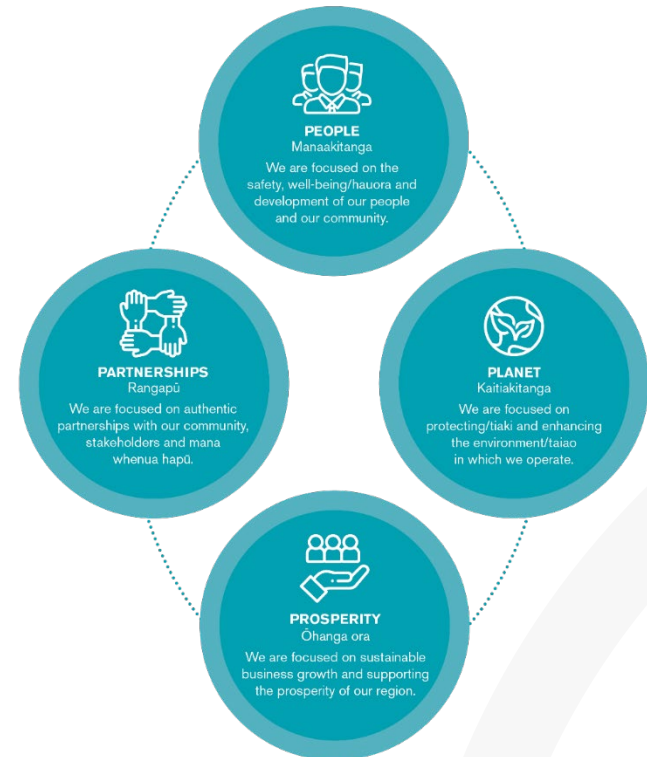 PEOPLE
Manaakitanga
We are focused on the
safety, well-being/hauora and
development of our people
and our community.
PARTNERSHIPS
Rangapū
We are focused on authentic
partnerships with our community,
stakeholders and mana
whenua hapū.
PLANET
Kaitiakitanga
We are focused on
protecting/tiaki and enhancing
the environment/taiao
in which we operate.
PROSPERITY
Ōhanga ora
We are focused on sustainable
business growth and supporting
the prosperity of our region.